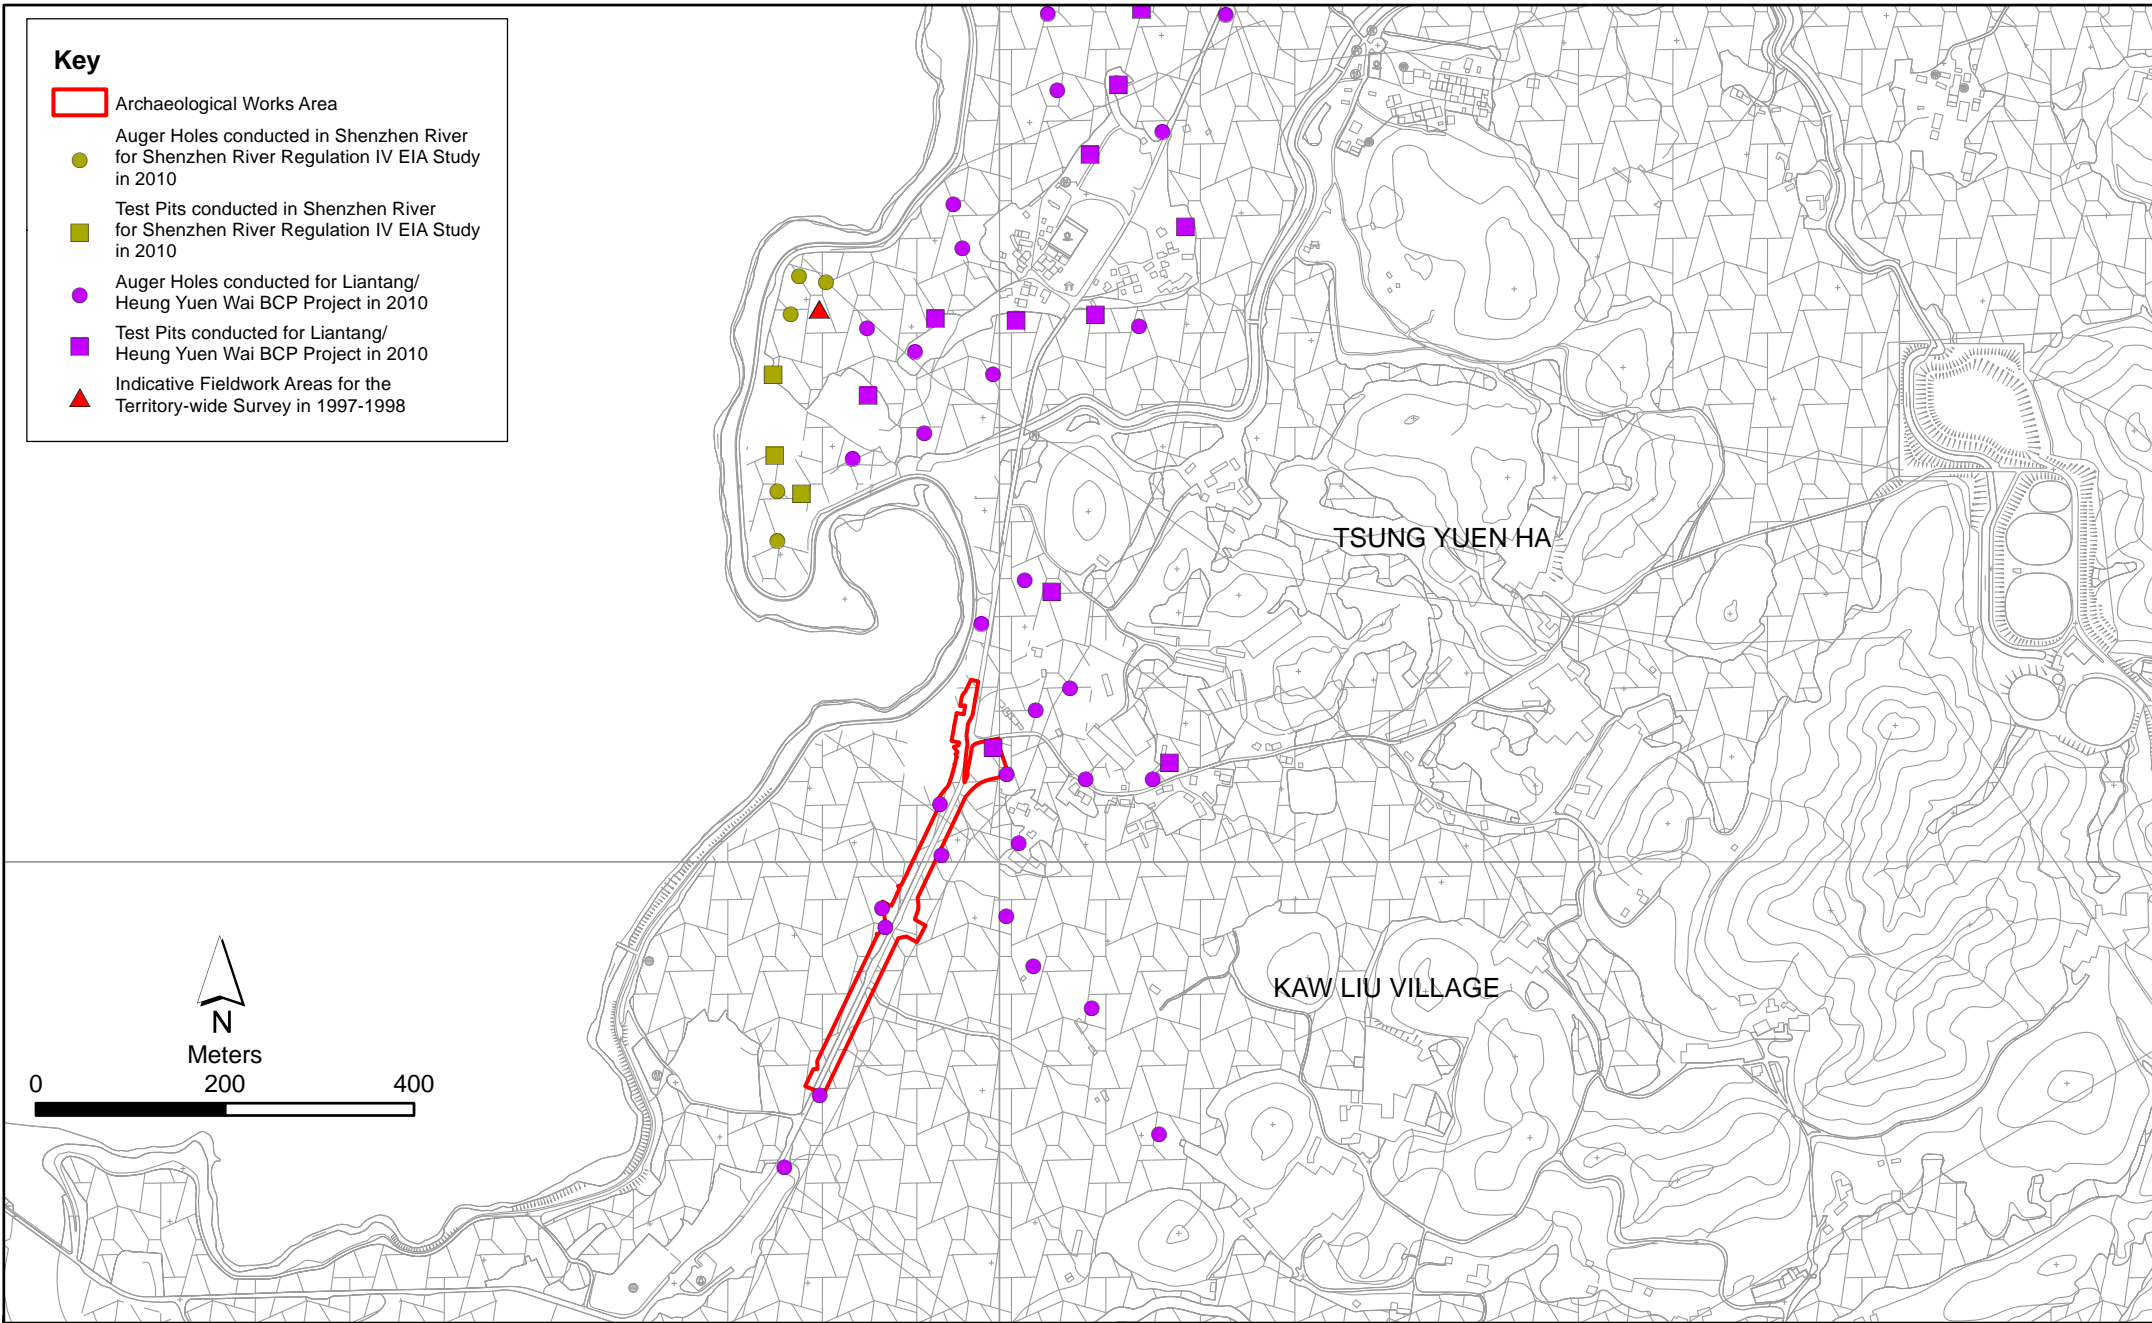 Key
Archaeological Works Area
Auger Holes conducted in Shenzhen River
for Shenzhen River Regulation IV EIA Study
in 2010
Test Pits conducted in Shenzhen River
for Shenzhen River Regulation IV EIA Study
in 2010
Auger Holes conducted for Liantang/
Heung Yuen Wai BCP Project in 2010
Test Pits conducted for Liantang/
Heung Yuen Wai BCP Project in 2010
Indicative Fieldwork Areas for the
Territory-wide Survey in 1997-1998
TSUNG YUEN HA
KAW LIU VILLAGE
N
Meters
0 200 400